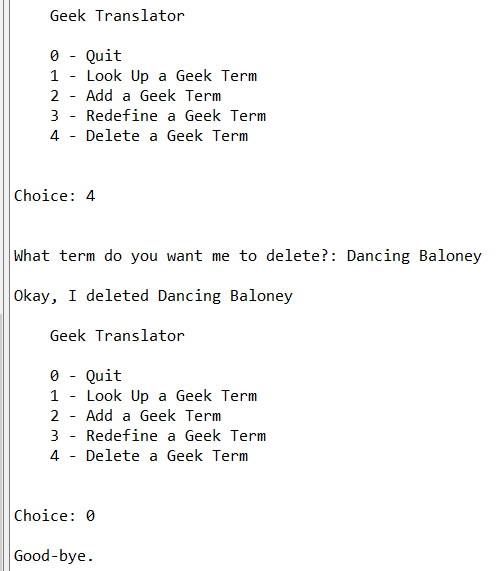 Geek Translator
0 - Quit
1 - Look Up a Geek Term
2 - Add a Geek Term
3 - Redefine a Geek Term
4 - Delete a Geek Term
Choice: 4
What term do you want me to delete?: Dancing Baloney
Okay, I deleted Dancing Baloney
Geek Translator
0 - Quit
1 - Look Up a Geek Term
2 - Add a Geek Term
3 - Redefine a Geek Term
4 - Delete a Geek Term
Choice: 0
Good-bye.